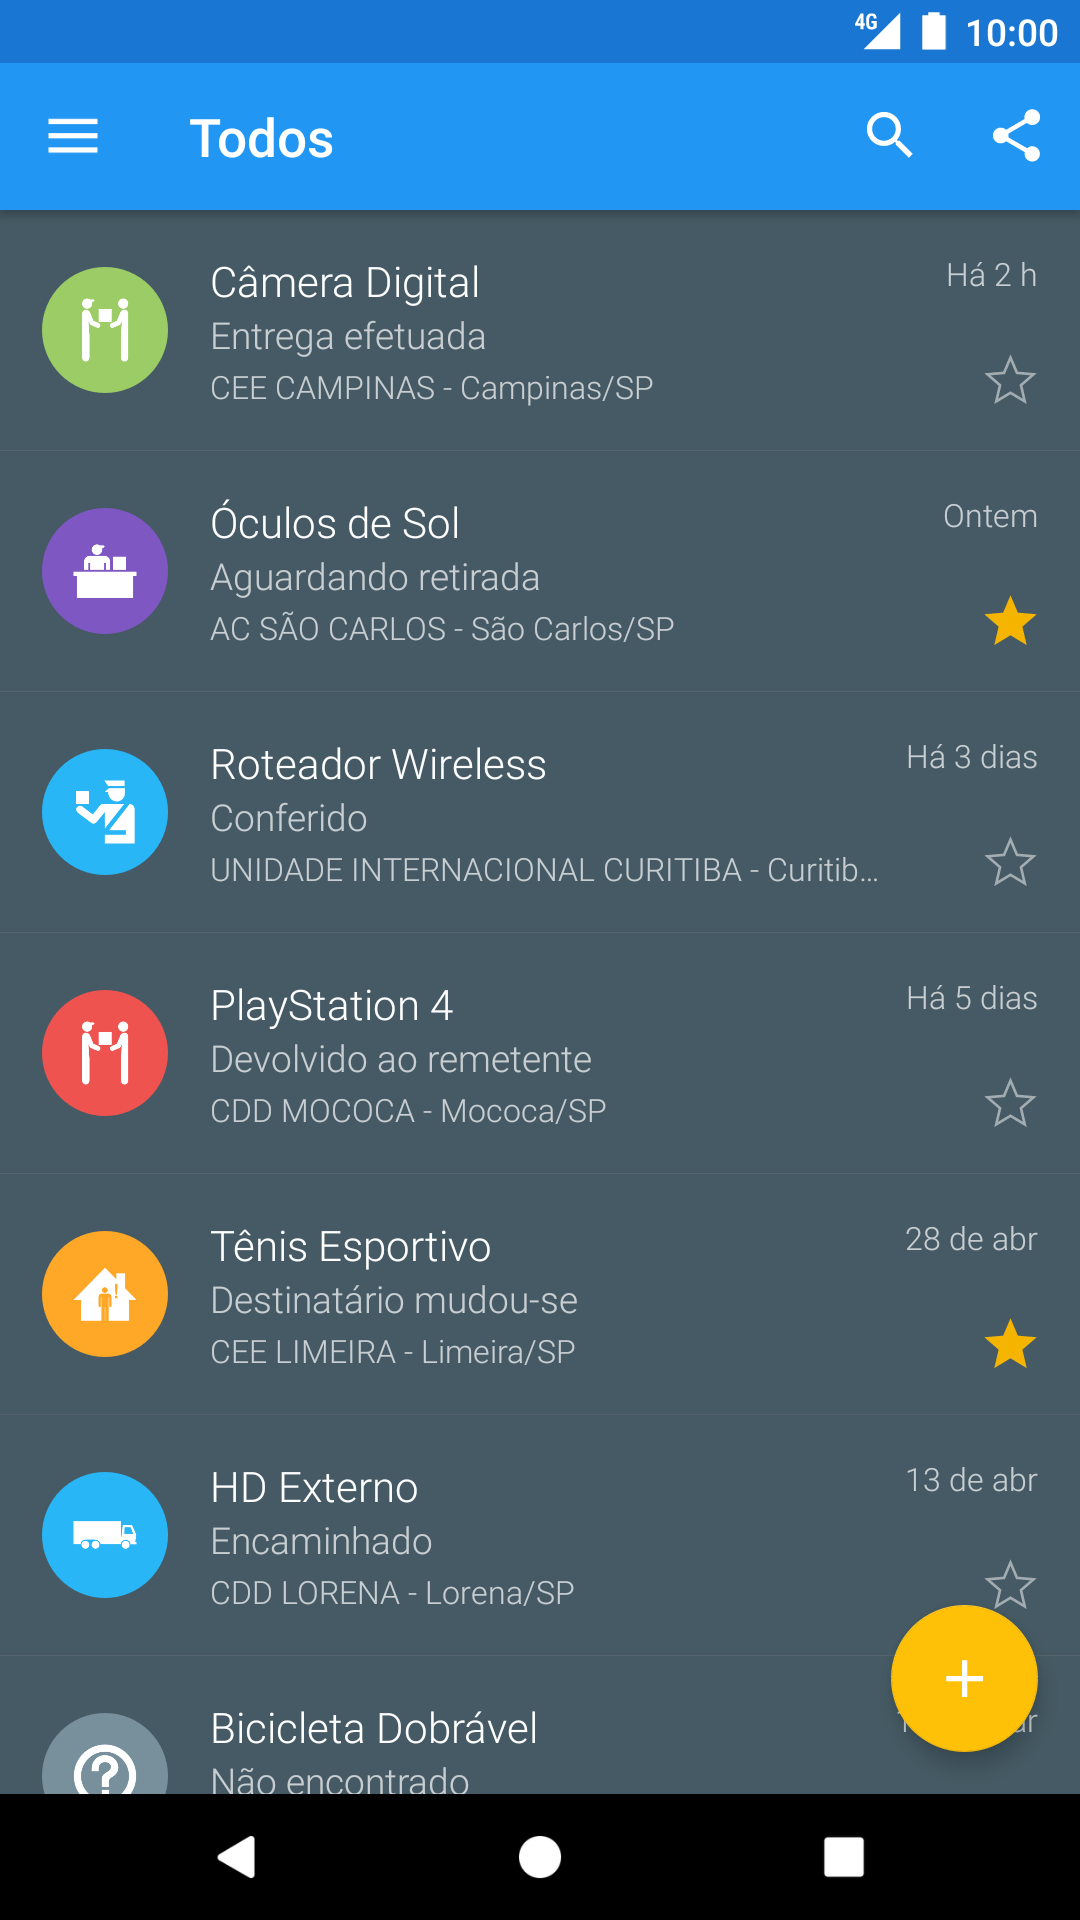 4G 10:00
Todos
Câmera Digital
Há 2 h
Entrega efetuada
CEE CAMPINAS - Campinas/SP
Óculos de Sol
Ontem
Aguardando retirada
AC SÃO CARLOS - São Carlos/SP
Roteador Wireless
Há 3 dias
Conferido
UNIDADE INTERNACIONAL CURITIBA - Curitib...
PlayStation 4
Há 5 dias
Devolvido ao remetente
CDD MOCOCA - Mococa/SP
Tênis Esportivo
28 de abr
Destinatário mudou-se
CEE LIMEIRA - Limeira/SP
HD Externo
13 de abr
Encaminhado
CDD LORENA - Lorena/SP
Bicicleta Dobrável
Não encontrado